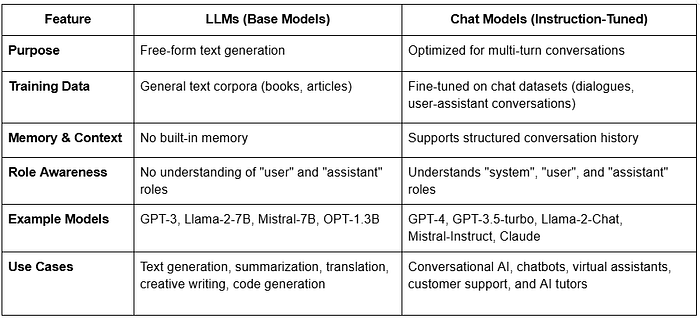 Feature LLMs (Base Models) Chat Models (Instruction-Tuned)
Purpose Free-form text generation Optimized for multi-turn conversations
Training Data General text corpora (books, articles) Fine-tuned on chat datasets (dialogues,
user-assistant conversations)
Memory & Context No built-in memory Supports structured conversation history
Role Awareness No understanding of "user" and "assistant" Understands "system", "user", and "assistant"
roles roles
Example Models GPT-3, Llama-2-7B, Mistral-7B, OPT-1.3B GPT-4, GPT-3.5-turbo, Llama-2-Chat,
Mistral-Instruct, Claude
Use Cases Text generation, summarization, translation, Conversational AI, chatbots, virtual assistants,
creative writing, code generation customer support, and AI tutors